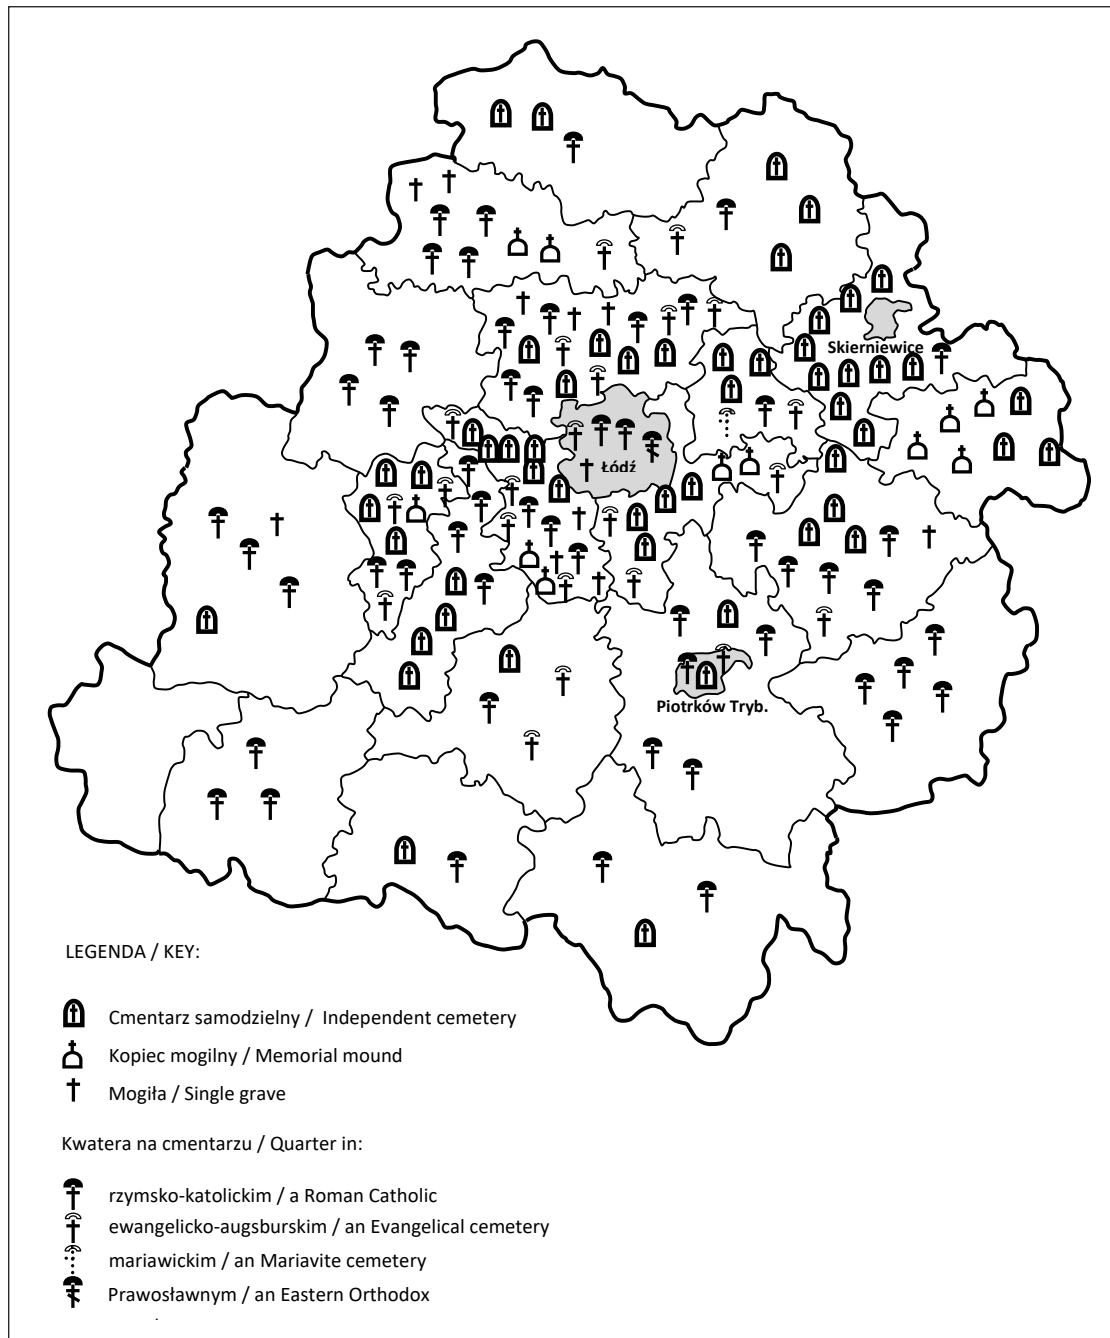 Skierniewice
Łódź
Piotrków Tryb.
LEGENDA / KEY:
Cmentarz samodzielny / Independent cemetery
Kopiec mogilny / Memorial mound
Mogiła / Single grave
Kwatera na cmentarzu / Quarter in:
rzymsko-katolickim / a Roman Catholic
ewangelicko-augsburskim / an Evangelical cemetery
mariawickim / an Mariavite cemetery
Prawosławnym / an Eastern Orthodox